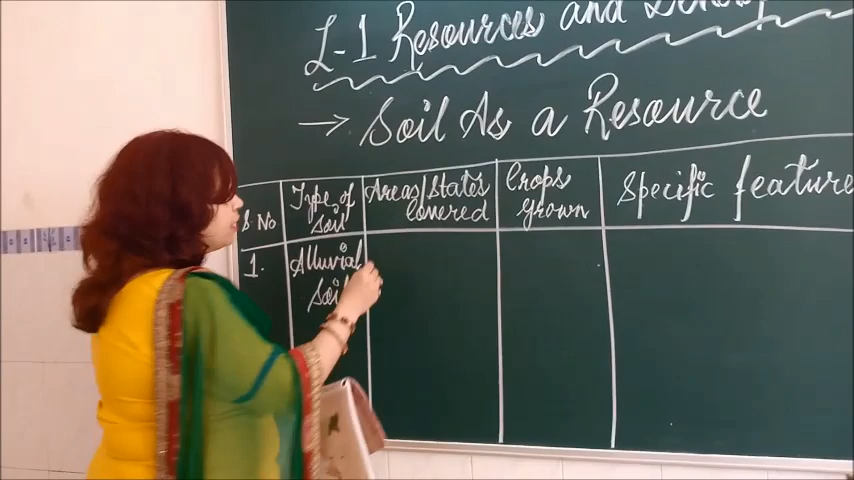 L-1 Resources and
→ Soil As a Resource
S.No
Type of
Soil
Areas/States
Covered
Crops
grown
Specific feature
1.
Alluvial
Soil